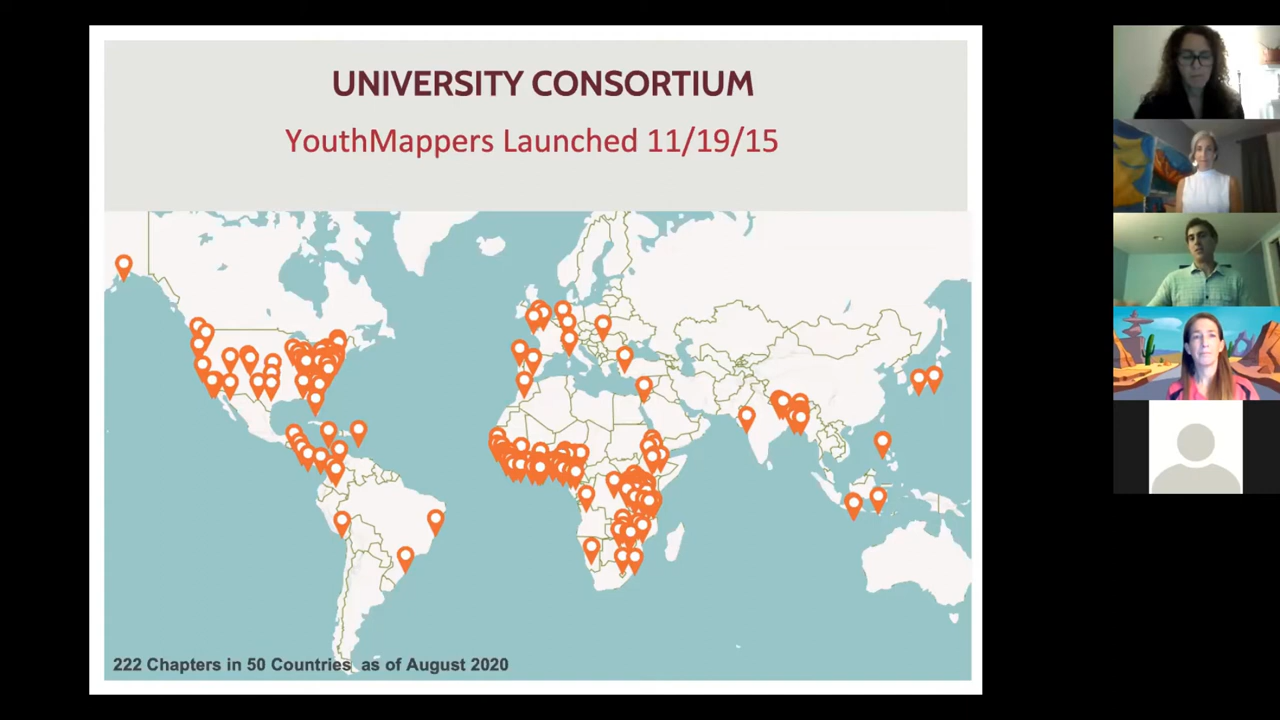 UNIVERSITY CONSORTIUM
YouthMappers Launched 11/19/15
222 Chapters in 50 Countries as of August 2020